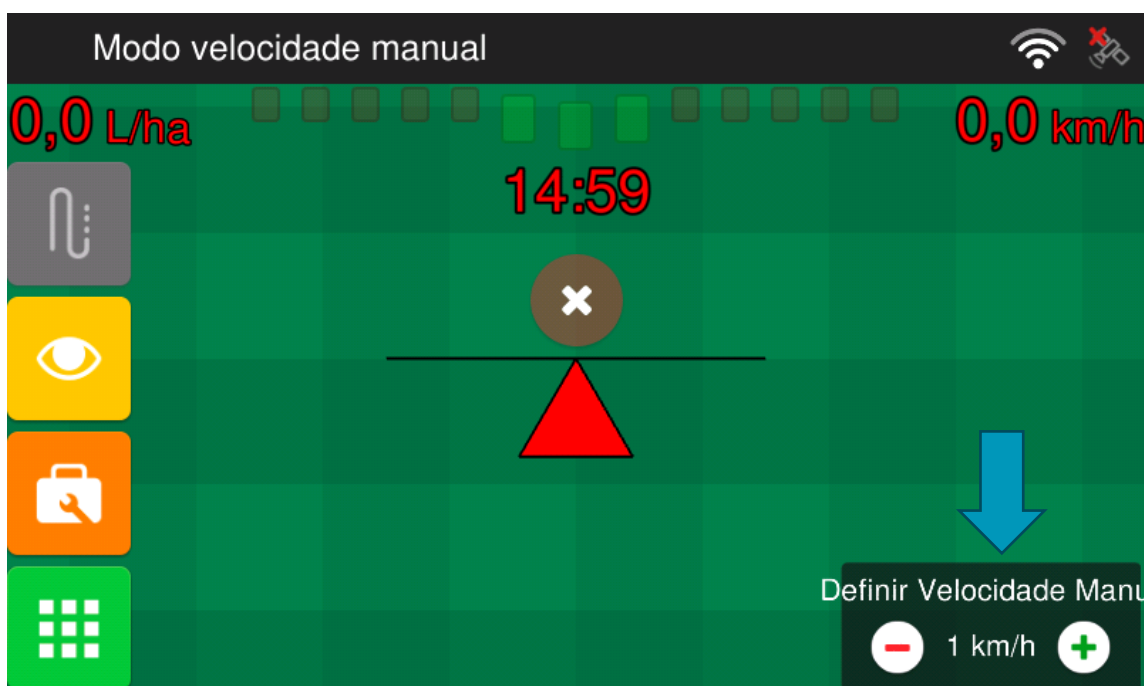 Modo velocidade manual
0,0 L/ha
0,0 km/h
14:59
Definir Velocidade Manu
1 km/h